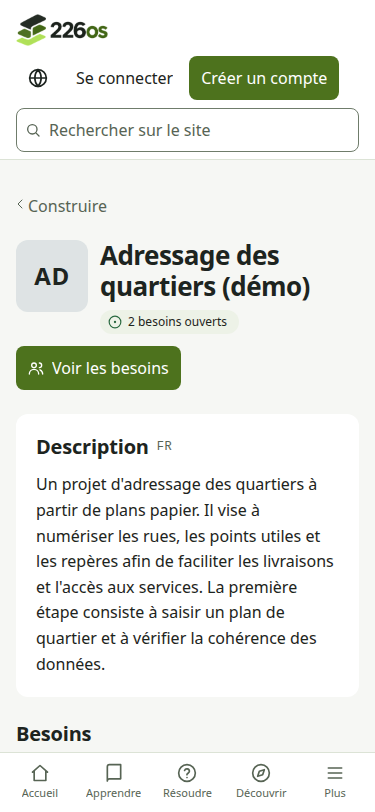 226os
Se connecter
Créer un compte
Rechercher sur le site
Construire
AD
Adressage des
quartiers (démo)
2 besoins ouverts
Voir les besoins
Description FR
Un projet d'adressage des quartiers à
partir de plans papier. Il vise à
numériser les rues, les points utiles et
les repères afin de faciliter les livraisons
et l'accès aux services. La première
étape consiste à saisir un plan de
quartier et à vérifier la cohérence des
données.
Besoins
Accueil
Apprendre
Résoudre
Découvrir
Plus